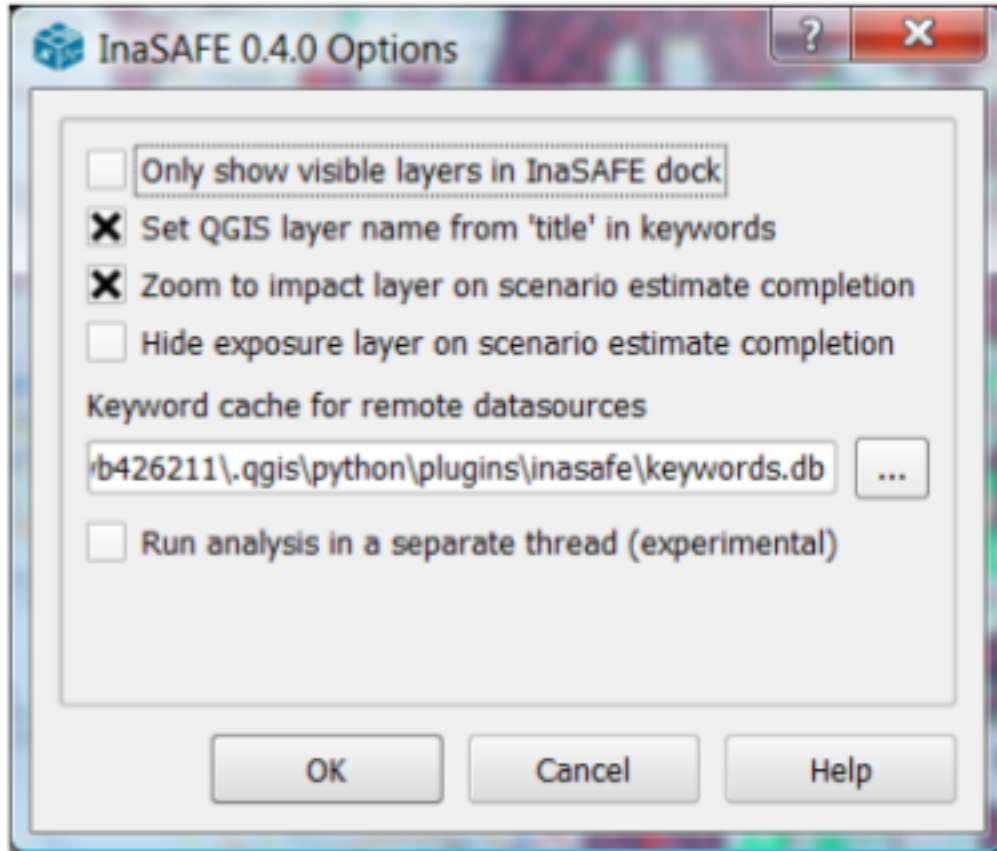 InaSAFE 0.4.0 Options
Only show visible layers in InaSAFE dock
Set QGIS layer name from 'title' in keywords
Zoom to impact layer on scenario estimate completion
Hide exposure layer on scenario estimate completion
Keyword cache for remote datasources
b426211\.qgis\python\plugins\inasafe\keywords.db ...
Run analysis in a separate thread (experimental)
OK Cancel Help